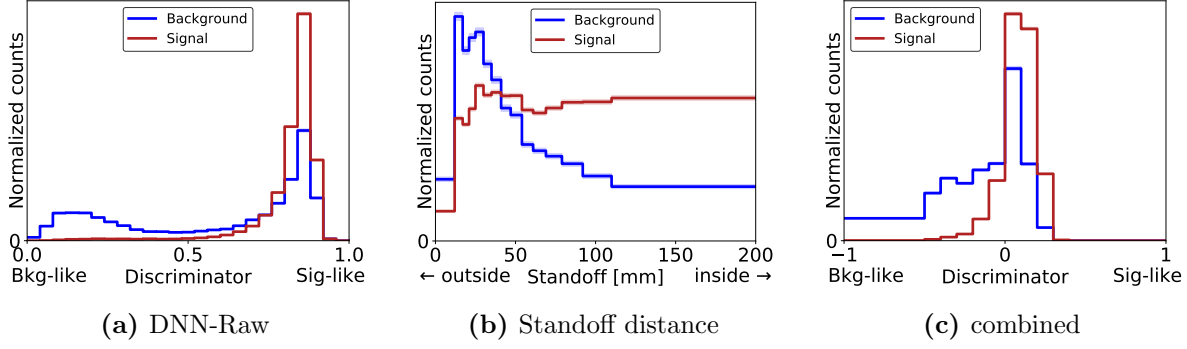 Normalized counts
Background
Signal
0
0.0 0.5 1.0
Bkg-like Discriminator Sig-like
(a) DNN-Raw
Normalized counts
Background
Signal
0
0 50 100 150 200
← outside Standoff [mm] inside →
(b) Standoff distance
Normalized counts
Background
Signal
0
−1 0 1
Bkg-like Discriminator Sig-like
(c) combined